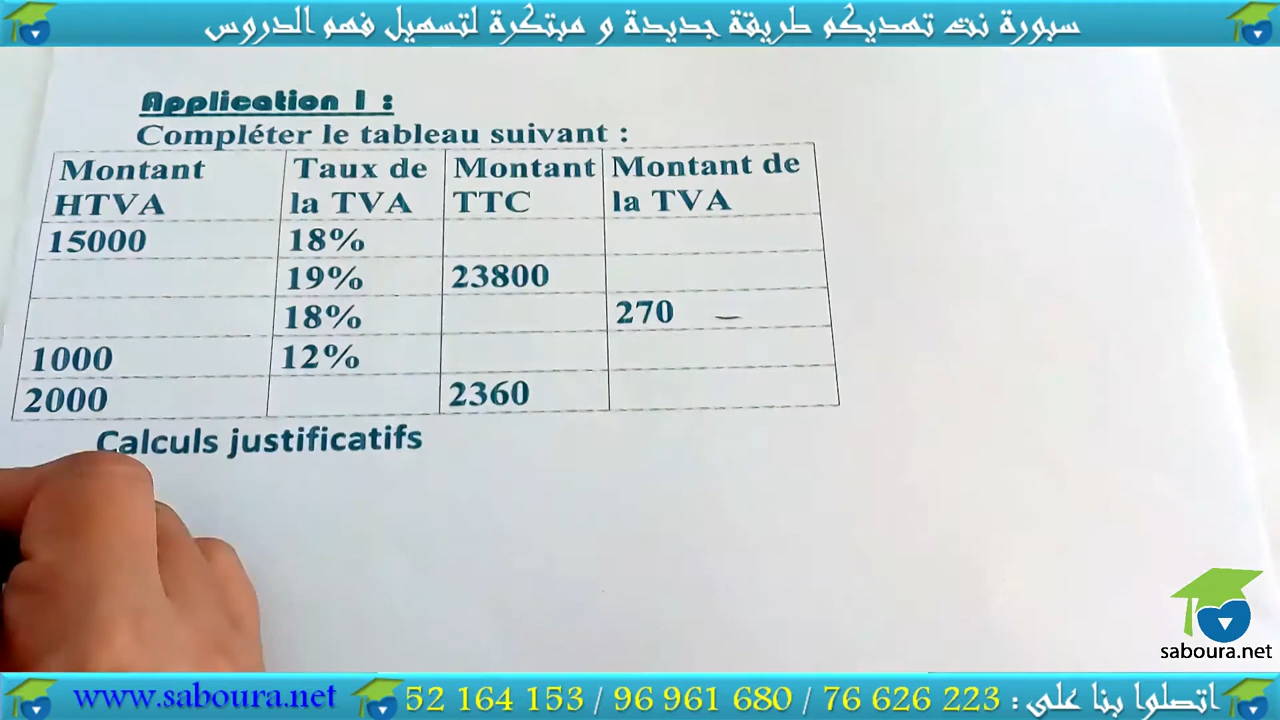 سبورة نت تهديكم طريقة جديدة و مبتكرة لتسهيل فهم الدروس
Application 1 :
Compléter le tableau suivant :
Montant HTVA Taux de la TVA Montant TTC Montant de la TVA
15000 18%
19% 23800
18% 270
1000 12%
2000 2360
Calculs justificatifs
saboura.net
www.saboura.net 52 164 153 / 96 961 680 / 76 626 223 : اتصلوا بنا على